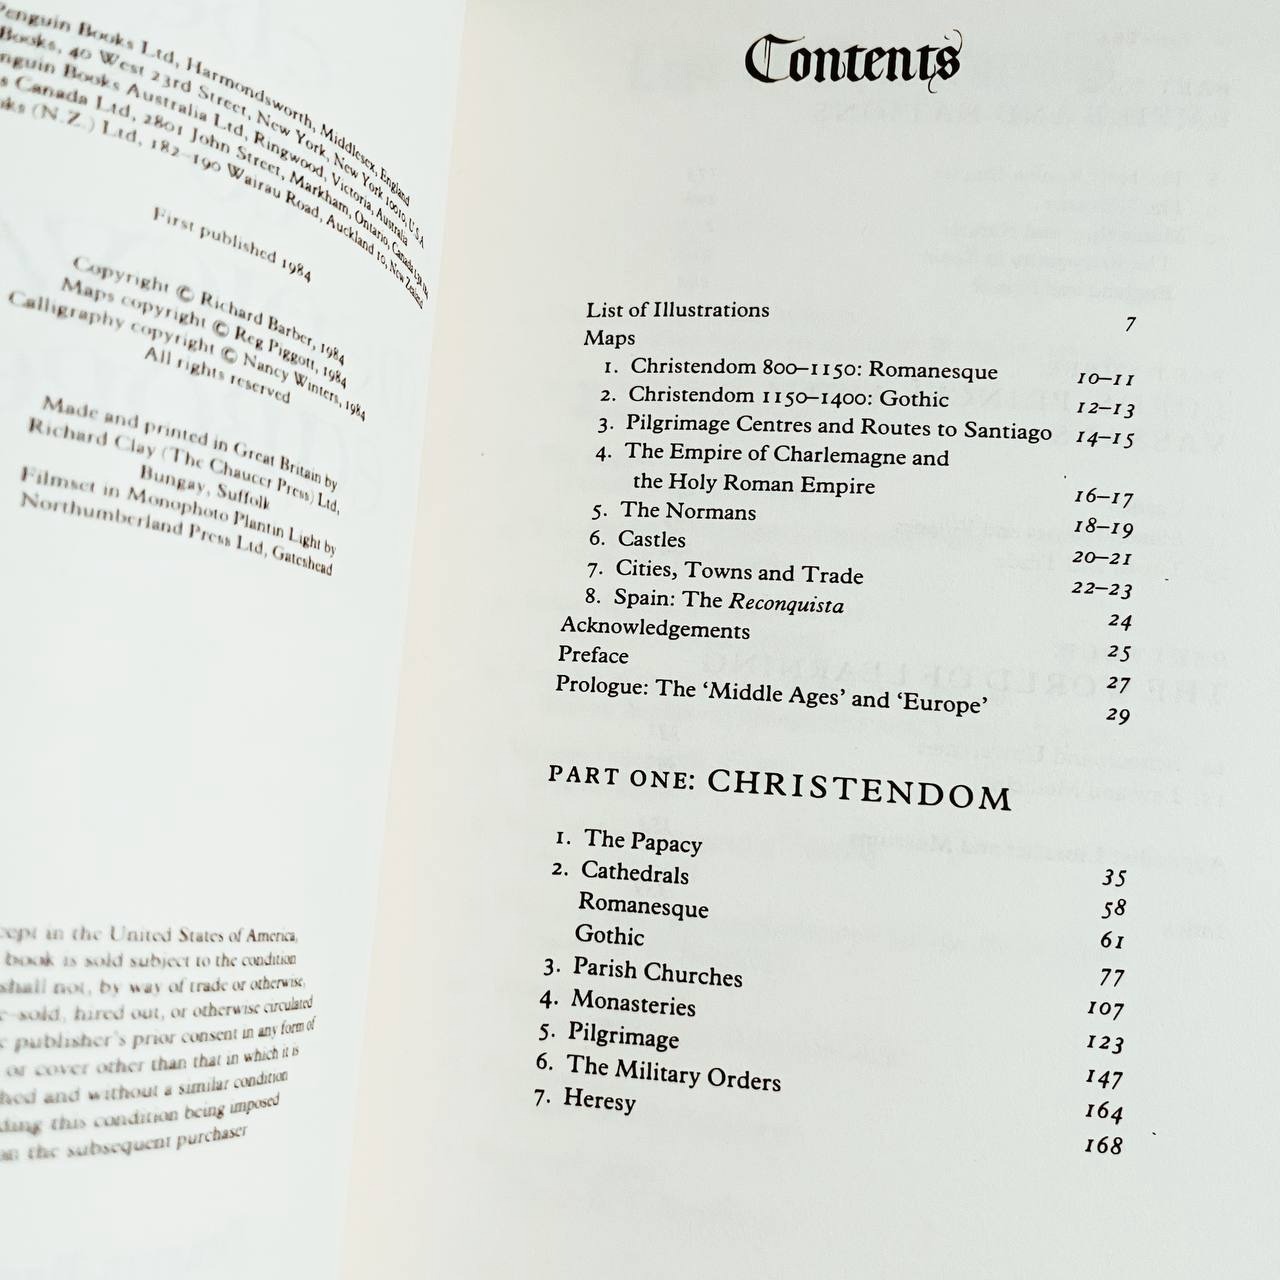 Penguin Books Ltd, Harmondsworth, Middlesex, England
Books, 40 West 23rd Street, New York, New York 10010, U.S.A.
Books Australia Ltd, Ringwood, Victoria, Australia
Canada Ltd, 2801 John Street, Markham, Ontario, Canada
(N.Z.) Ltd, 182–190 Wairau Road, Auckland 10, New Zealand
First published 1984
Copyright © Richard Barber, 1984
Maps copyright © Reg Piggott, 1984
Calligraphy copyright © Nancy Winters, 1984
All rights reserved
Made and printed in Great Britain by
Richard Clay (The Chaucer Press) Ltd,
Bungay, Suffolk
Filmset in Monophoto Plantin Light by
Northumberland Press Ltd, Gateshead
in the United States of America,
book is sold subject to the condition
shall not, by way of trade or otherwise,
sold, hired out, or otherwise circulated
publisher's prior consent in any form of
or cover other than that in which it is
and without a similar condition
this condition being imposed
the subsequent purchaser
Contents
List of Illustrations 7
Maps
1. Christendom 800–1150: Romanesque 10–11
2. Christendom 1150–1400: Gothic 12–13
3. Pilgrimage Centres and Routes to Santiago 14–15
4. The Empire of Charlemagne and
the Holy Roman Empire 16–17
5. The Normans 18–19
6. Castles 20–21
7. Cities, Towns and Trade 22–23
8. Spain: The Reconquista 24
Acknowledgements 25
Preface 27
Prologue: The ‘Middle Ages’ and ‘Europe’ 29
PART ONE: CHRISTENDOM
1. The Papacy 35
2. Cathedrals 58
Romanesque 61
Gothic 77
3. Parish Churches 107
4. Monasteries 123
5. Pilgrimage 147
6. The Military Orders 164
7. Heresy 168